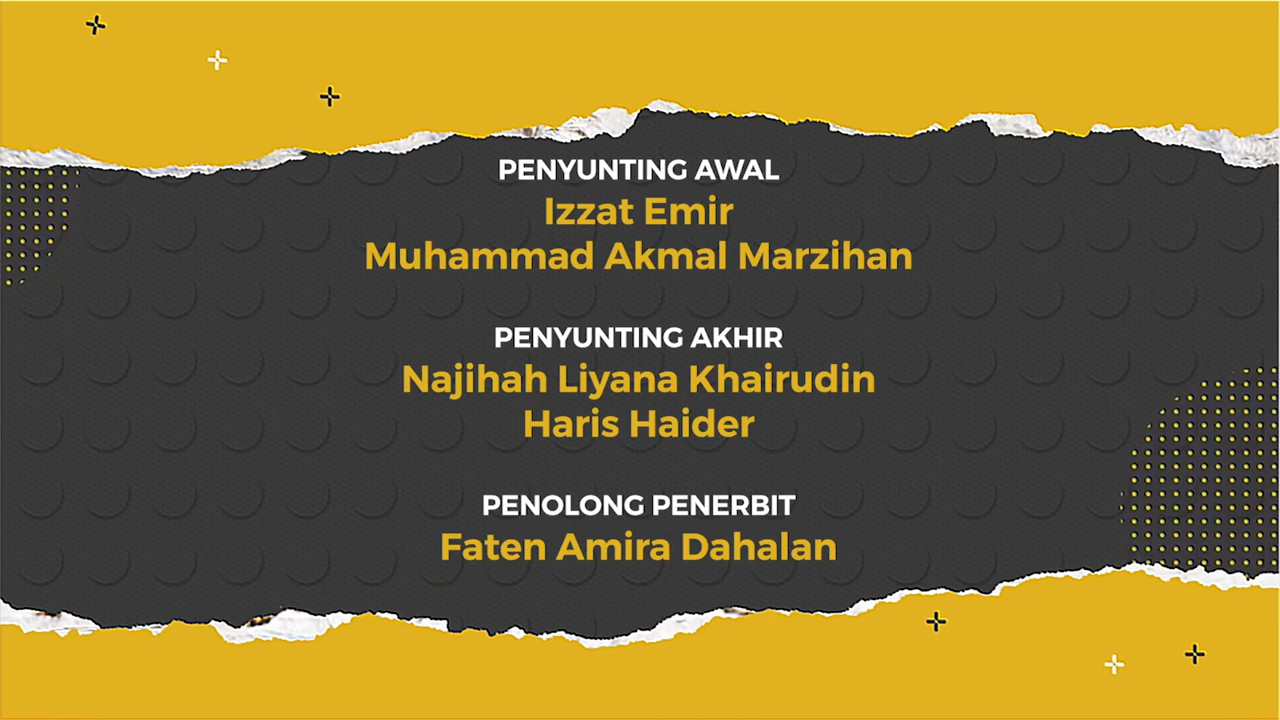 PENYUNTING AWAL
Izzat Emir
Muhammad Akmal Marzihan
PENYUNTING AKHIR
Najihah Liyana Khairudin
Haris Haider
PENOLONG PENERBIT
Faten Amira Dahalan